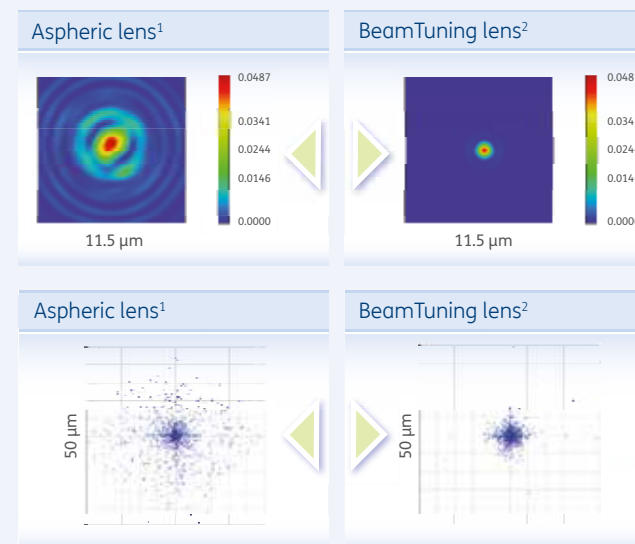 Aspheric lens¹
BeamTuning lens²
0.0487
0.0341
0.0244
0.0146
0.0000
11.5 µm
0.048
0.034
0.024
0.014
0.000
11.5 µm
Aspheric lens¹
BeamTuning lens²
50 µm
50 µm